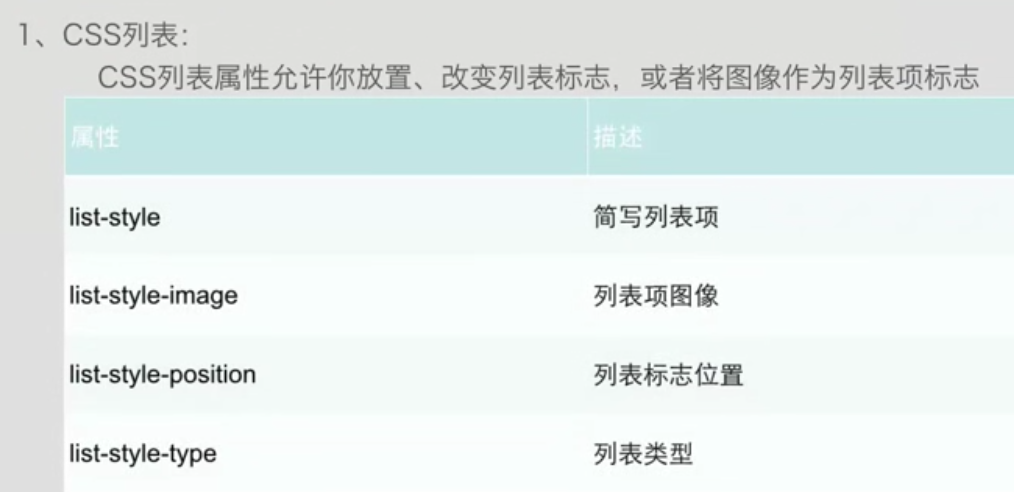 1、CSS列表:
CSS列表属性允许你放置、改变列表标志，或者将图像作为列表项标志
属性 描述
list-style 简写列表项
list-style-image 列表项图像
list-style-position 列表标志位置
list-style-type 列表类型